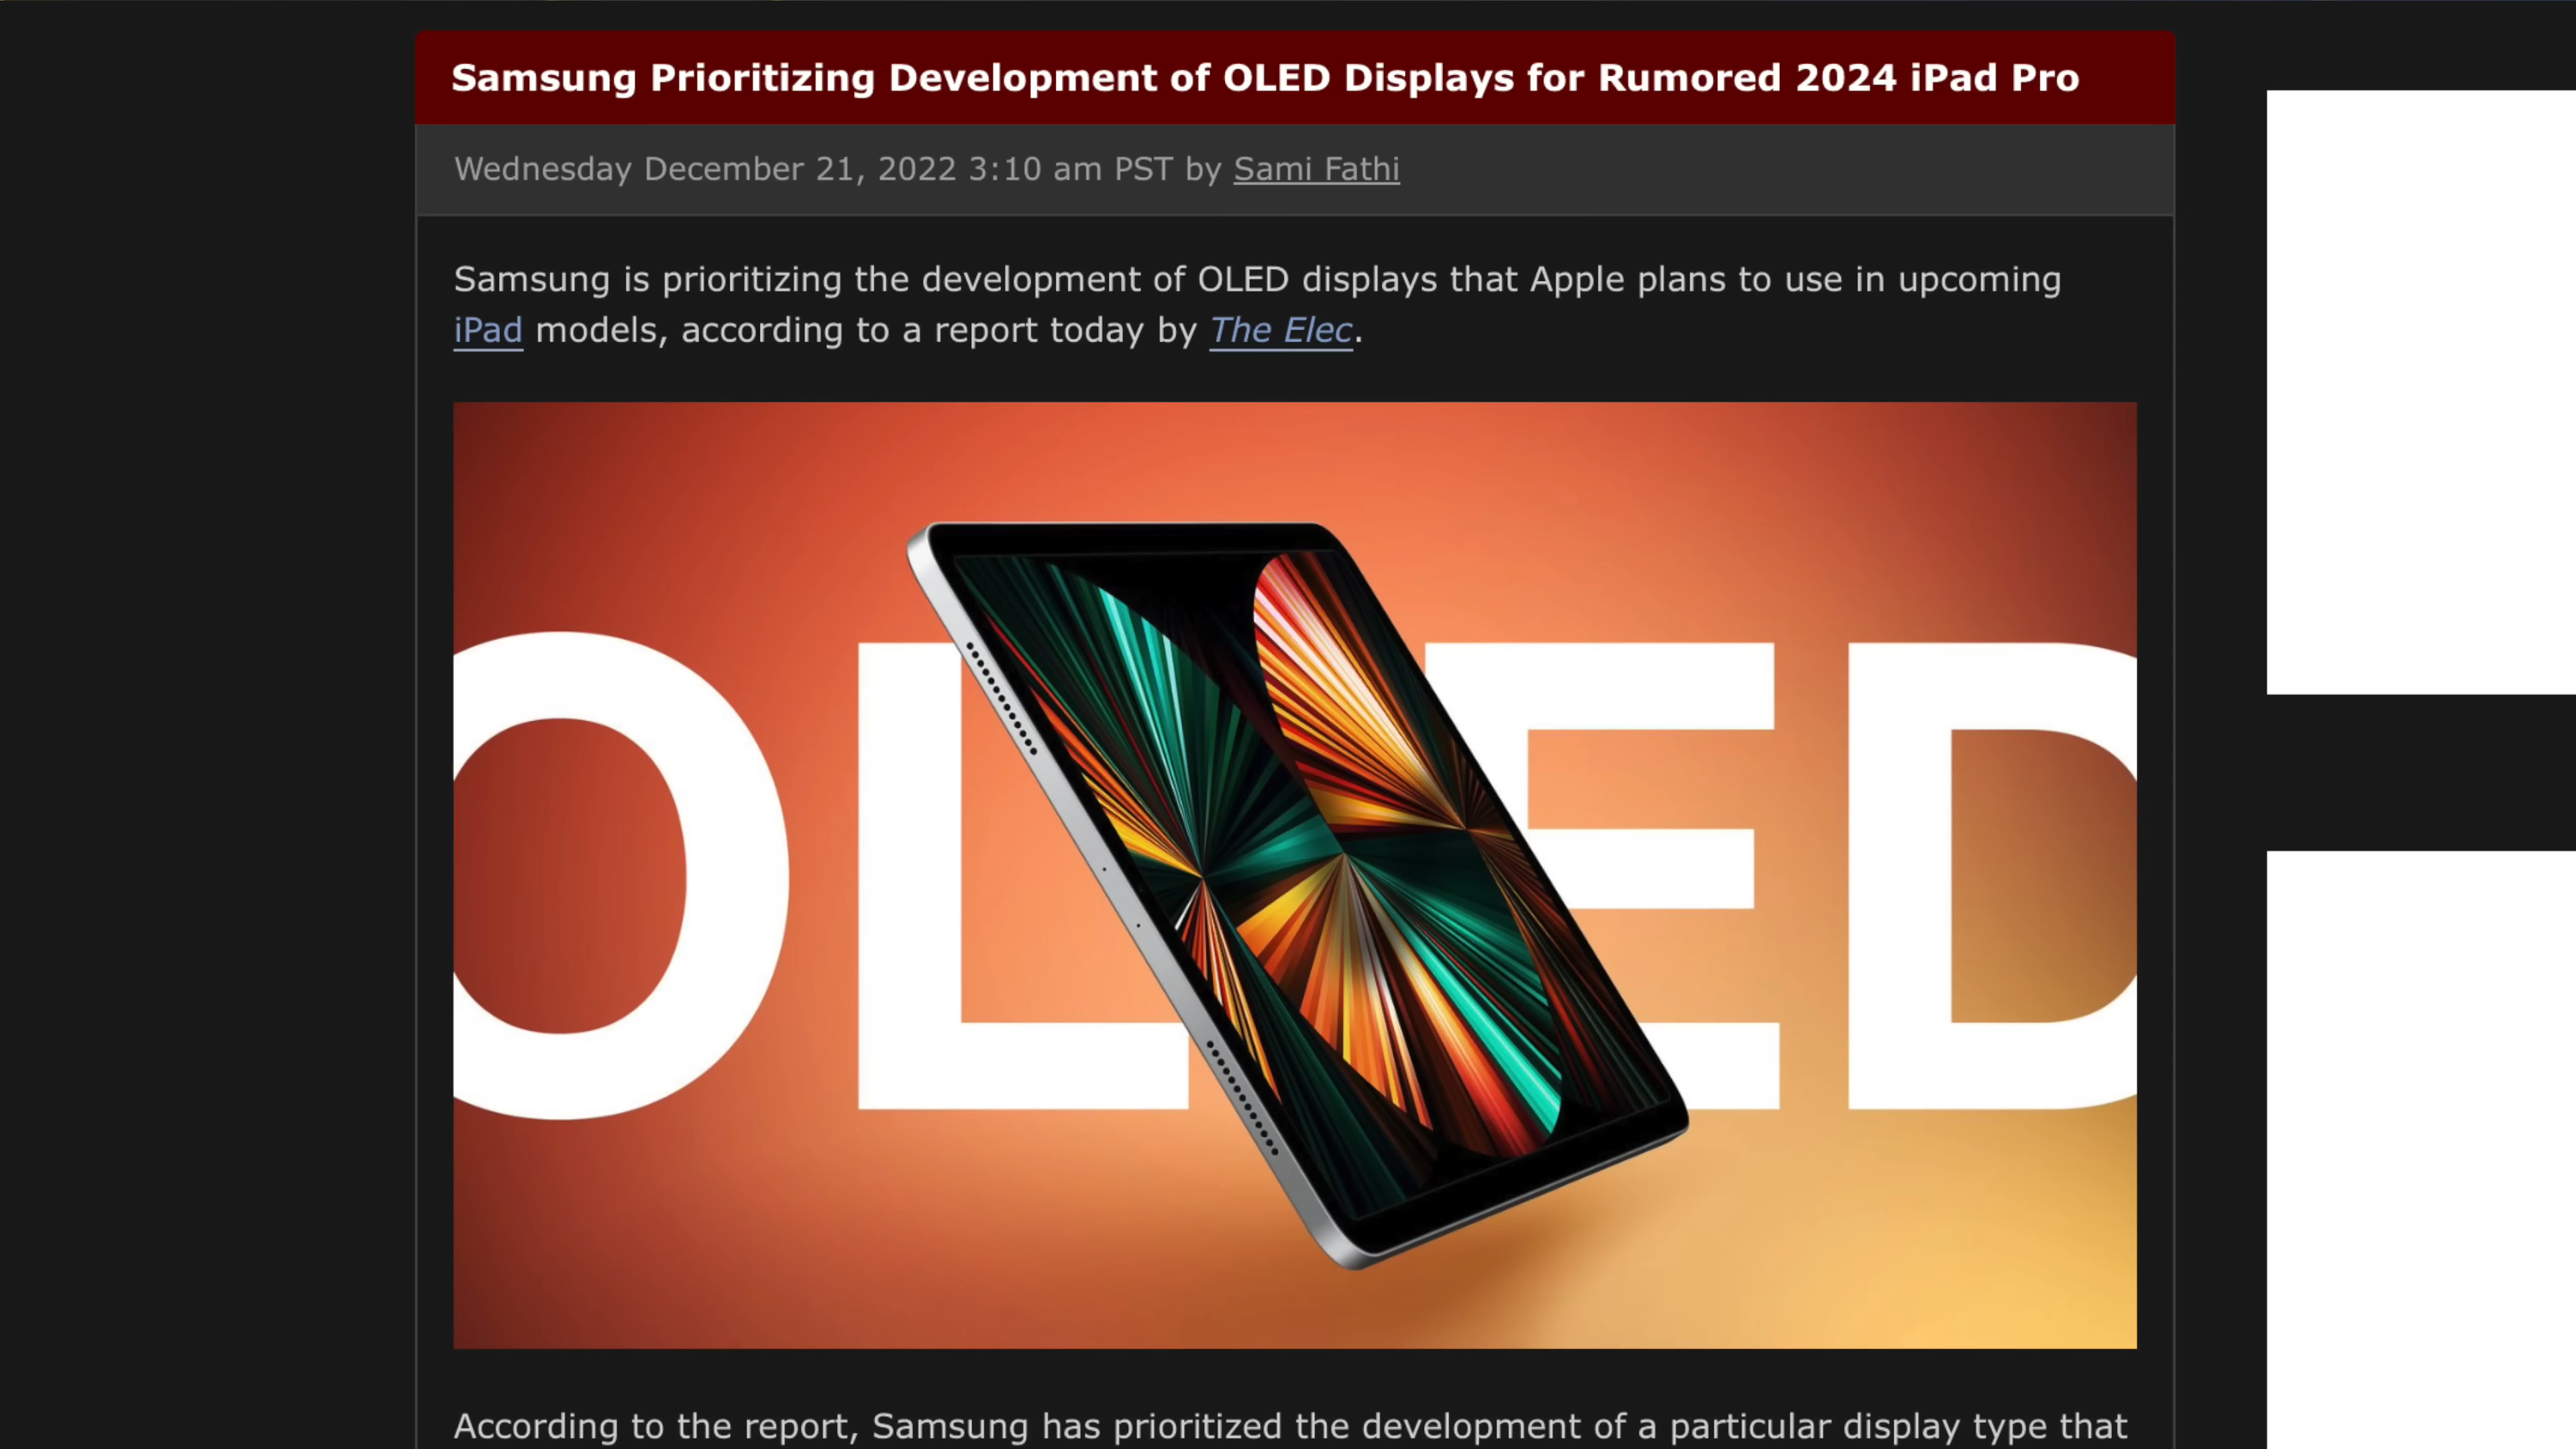 Samsung Prioritizing Development of OLED Displays for Rumored 2024 iPad Pro
Wednesday December 21, 2022 3:10 am PST by Sami Fathi
Samsung is prioritizing the development of OLED displays that Apple plans to use in upcoming
iPad models, according to a report today by The Elec.
OLED
According to the report, Samsung has prioritized the development of a particular display type that